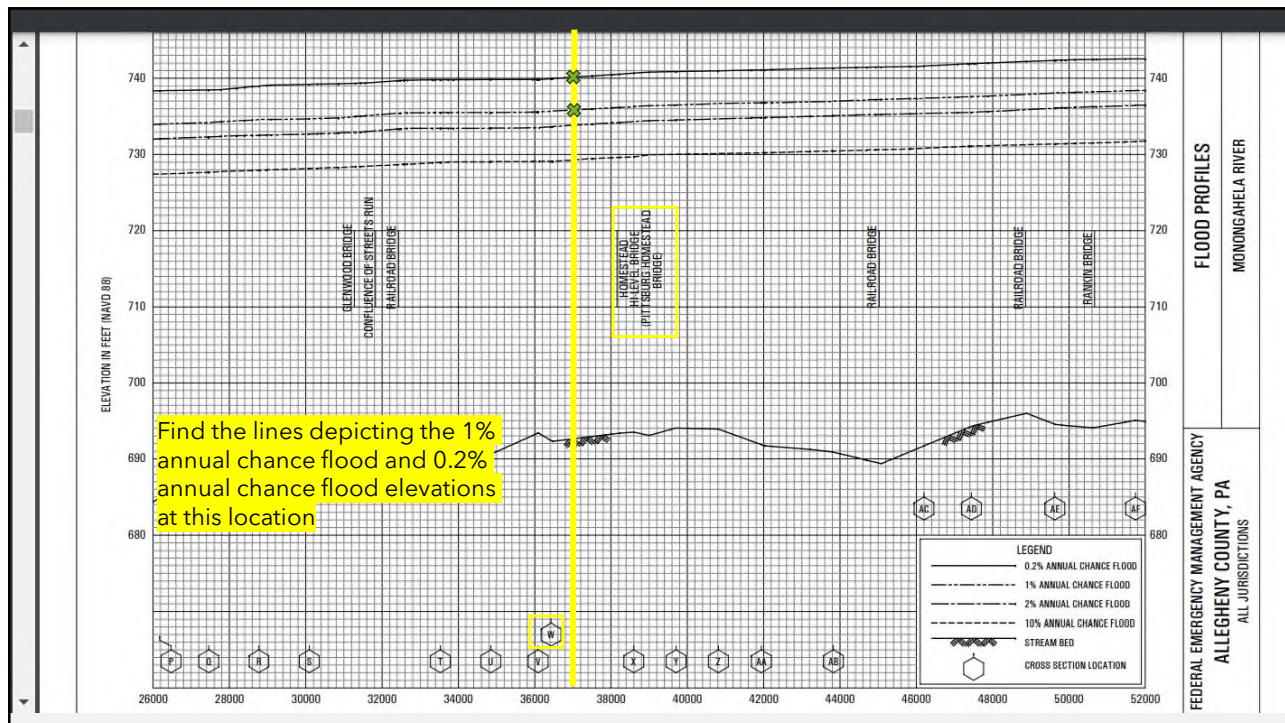 740
730
720
710
700
690
680
ELEVATION IN FEET (NAVD 88)
GLENWOOD BRIDGE
CONFLUENCE OF STREETS RUN
RAILROAD BRIDGE
HOMESTEAD
HI-LEVEL BRIDGE
(PITTSBURG HOMESTEAD
BRIDGE)
RAILROAD BRIDGE
RAILROAD BRIDGE
RANKIN BRIDGE
740
730
720
710
700
690
680
Find the lines depicting the 1%
annual chance flood and 0.2%
annual chance flood elevations
at this location
AC
AD
AE
AF
LEGEND
0.2% ANNUAL CHANCE FLOOD
1% ANNUAL CHANCE FLOOD
2% ANNUAL CHANCE FLOOD
10% ANNUAL CHANCE FLOOD
STREAM BED
CROSS SECTION LOCATION
W
P
Q
R
S
T
U
V
X
Y
Z
AA
AB
26000
28000
30000
32000
34000
36000
38000
40000
42000
44000
46000
48000
50000
52000
FLOOD PROFILES
MONONGAHELA RIVER
FEDERAL EMERGENCY MANAGEMENT AGENCY
ALLEGHENY COUNTY, PA
ALL JURISDICTIONS